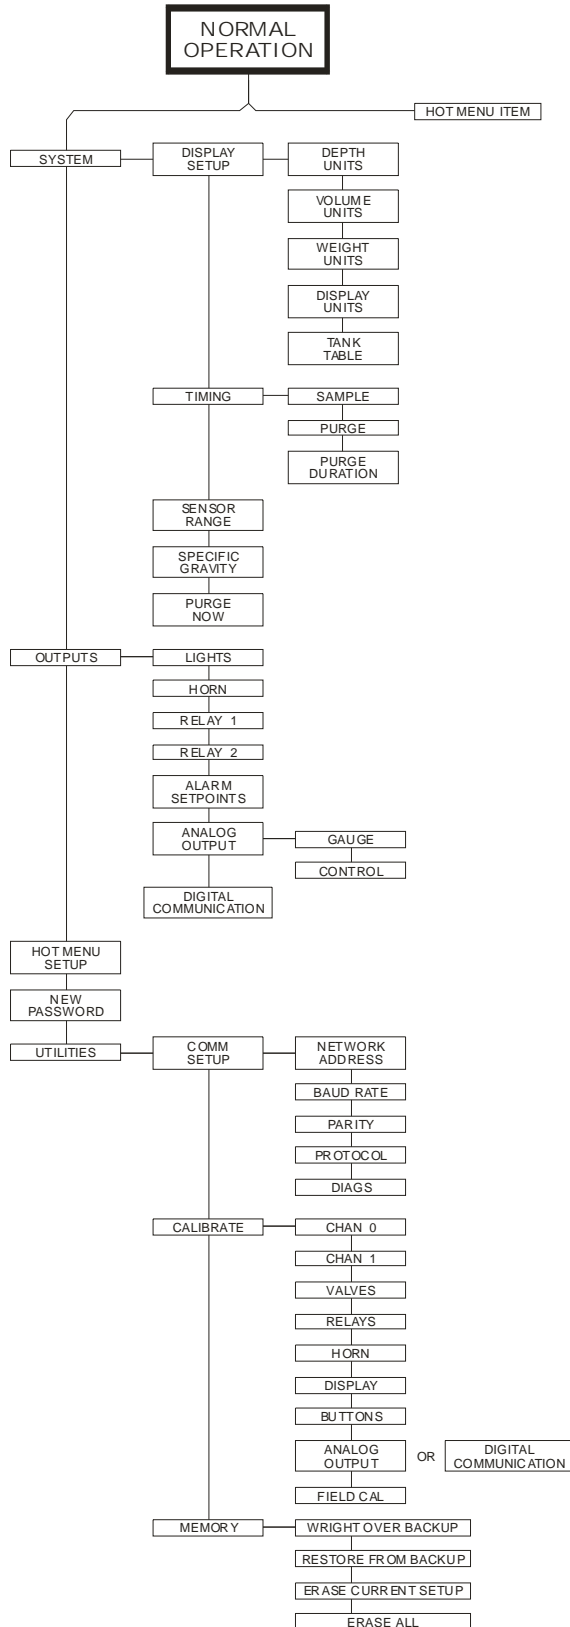 NORMAL
OPERATION
HOT MENU ITEM
SYSTEM
DISPLAY
SETUP
DEPTH
UNITS
VOLUME
UNITS
WEIGHT
UNITS
DISPLAY
UNITS
TANK
TABLE
TIMING
SAMPLE
PURGE
PURGE
DURATION
SENSOR
RANGE
SPECIFIC
GRAVITY
PURGE
NOW
OUTPUTS
LIGHTS
HORN
RELAY 1
RELAY 2
ALARM
SETPOINTS
ANALOG
OUTPUT
GAUGE
CONTROL
DIGITAL
COMMUNICATION
HOT MENU
SETUP
NEW
PASSWORD
UTILITIES
COMM
SETUP
NETWORK
ADDRESS
BAUD RATE
PARITY
PROTOCOL
DIAGS
CALIBRATE
CHAN 0
CHAN 1
VALVES
RELAYS
HORN
DISPLAY
BUTTONS
ANALOG
OUTPUT
OR
DIGITAL
COMMUNICATION
FIELD CAL
MEMORY
WRIGHT OVER BACKUP
RESTORE FROM BACKUP
ERASE CURRENT SETUP
ERASE ALL